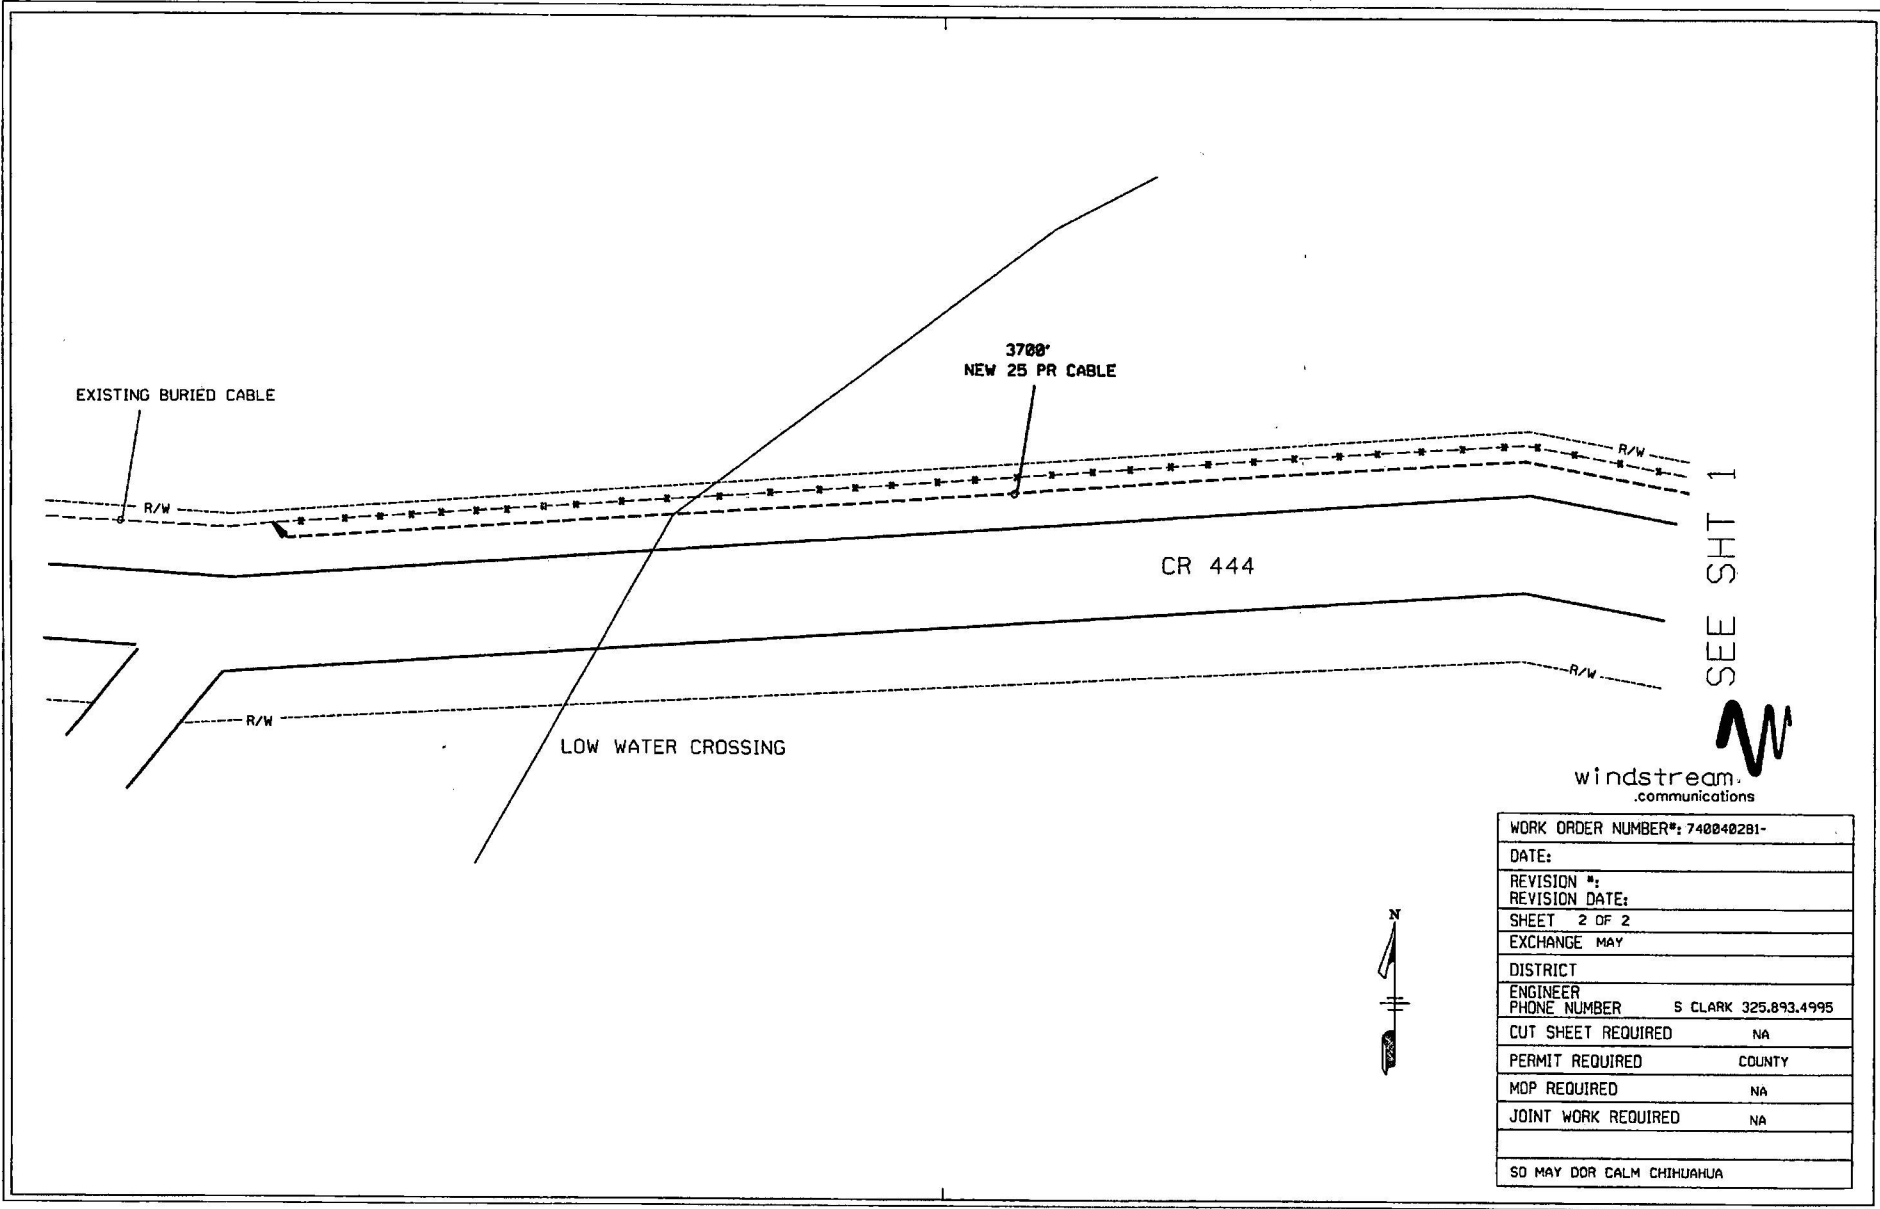 3700'
NEW 25 PR CABLE
EXISTING BURIED CABLE
R/W
R/W
CR 444
SEE SHT 1
R/W
R/W
LOW WATER CROSSING
windstream.
.communications
WORK ORDER NUMBER#: 740040281-
DATE:
REVISION #:
REVISION DATE:
SHEET 2 OF 2
EXCHANGE MAY
DISTRICT
ENGINEER
PHONE NUMBER S CLARK 325.893.4995
CUT SHEET REQUIRED NA
PERMIT REQUIRED COUNTY
MOP REQUIRED NA
JOINT WORK REQUIRED NA
SO MAY DOR CALM CHIHUAHUA
N